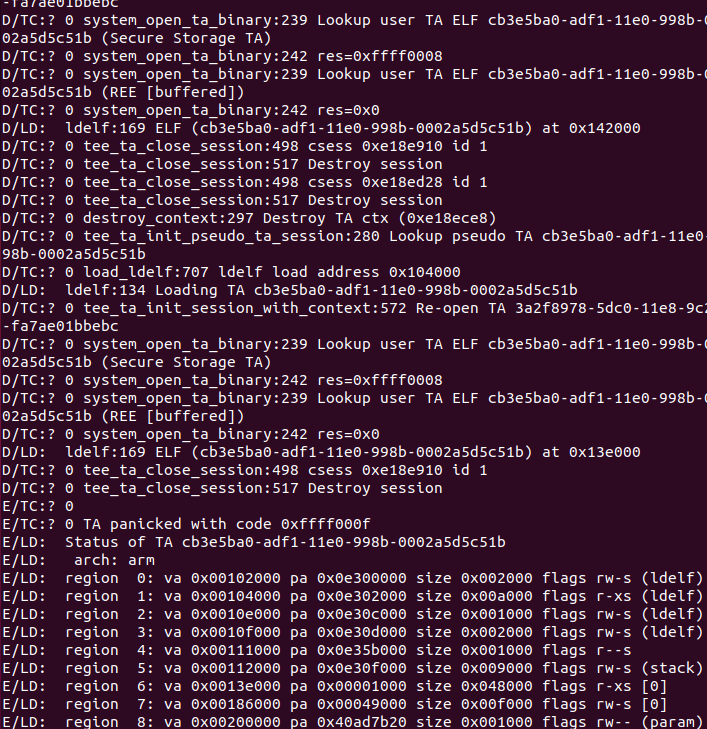 -fa7ae01bbebc
D/TC:? 0 system_open_ta_binary:239 Lookup user TA ELF cb3e5ba0-adf1-11e0-998b-0
02a5d5c51b (Secure Storage TA)
D/TC:? 0 system_open_ta_binary:242 res=0xffff0008
D/TC:? 0 system_open_ta_binary:239 Lookup user TA ELF cb3e5ba0-adf1-11e0-998b-0
02a5d5c51b (REE [buffered])
D/TC:? 0 system_open_ta_binary:242 res=0x0
D/LD:  ldelf:169 ELF (cb3e5ba0-adf1-11e0-998b-0002a5d5c51b) at 0x142000
D/TC:? 0 tee_ta_close_session:498 csess 0xe18e910 id 1
D/TC:? 0 tee_ta_close_session:517 Destroy session
D/TC:? 0 tee_ta_close_session:498 csess 0xe18ed28 id 1
D/TC:? 0 tee_ta_close_session:517 Destroy session
D/TC:? 0 destroy_context:297 Destroy TA ctx (0xe18ece8)
D/TC:? 0 tee_ta_init_pseudo_ta_session:280 Lookup pseudo TA cb3e5ba0-adf1-11e0-
98b-0002a5d5c51b
D/TC:? 0 load_ldelf:707 ldelf load address 0x104000
D/LD:  ldelf:134 Loading TA cb3e5ba0-adf1-11e0-998b-0002a5d5c51b
D/TC:? 0 tee_ta_init_session_with_context:572 Re-open TA 3a2f8978-5dc0-11e8-9c2
-fa7ae01bbebc
D/TC:? 0 system_open_ta_binary:239 Lookup user TA ELF cb3e5ba0-adf1-11e0-998b-0
02a5d5c51b (Secure Storage TA)
D/TC:? 0 system_open_ta_binary:242 res=0xffff0008
D/TC:? 0 system_open_ta_binary:239 Lookup user TA ELF cb3e5ba0-adf1-11e0-998b-0
02a5d5c51b (REE [buffered])
D/TC:? 0 system_open_ta_binary:242 res=0x0
D/LD:  ldelf:169 ELF (cb3e5ba0-adf1-11e0-998b-0002a5d5c51b) at 0x13e000
D/TC:? 0 tee_ta_close_session:498 csess 0xe18e910 id 1
D/TC:? 0 tee_ta_close_session:517 Destroy session
E/TC:? 0
E/TC:? 0 TA panicked with code 0xffff000f
E/LD:  Status of TA cb3e5ba0-adf1-11e0-998b-0002a5d5c51b
E/LD:   arch: arm
E/LD:  region  0: va 0x00102000 pa 0x0e300000 size 0x002000 flags rw-s (ldelf)
E/LD:  region  1: va 0x00104000 pa 0x0e302000 size 0x00a000 flags r-xs (ldelf)
E/LD:  region  2: va 0x0010e000 pa 0x0e30c000 size 0x001000 flags rw-s (ldelf)
E/LD:  region  3: va 0x0010f000 pa 0x0e30d000 size 0x002000 flags rw-s (ldelf)
E/LD:  region  4: va 0x00111000 pa 0x0e35b000 size 0x001000 flags r--s
E/LD:  region  5: va 0x00112000 pa 0x0e30f000 size 0x009000 flags rw-s (stack)
E/LD:  region  6: va 0x0013e000 pa 0x00001000 size 0x048000 flags r-xs [0]
E/LD:  region  7: va 0x00186000 pa 0x00049000 size 0x00f000 flags rw-s [0]
E/LD:  region  8: va 0x00200000 pa 0x40ad7b20 size 0x001000 flags rw-- (param)